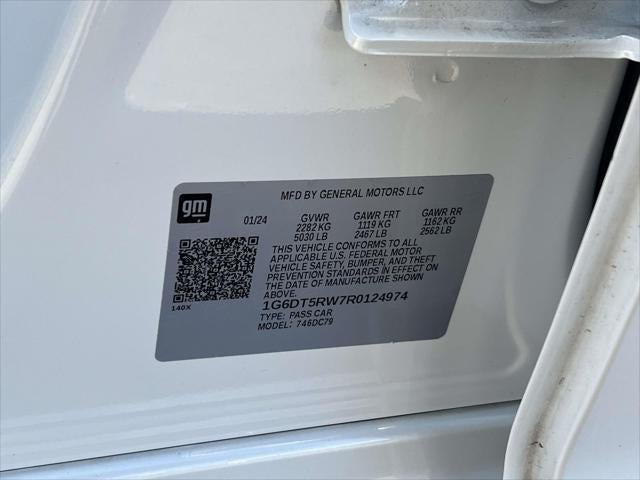 MFD BY GENERAL MOTORS LLC
gm
01/24 GVWR GAWR FRT GAWR RR
2282 KG 1119 KG 1162 KG
5030 LB 2467 LB 2562 LB
THIS VEHICLE CONFORMS TO ALL
APPLICABLE U.S. FEDERAL MOTOR
VEHICLE SAFETY, BUMPER, AND THEFT
PREVENTION STANDARDS IN EFFECT ON
THE DATE OF MANUFACTURE SHOWN
ABOVE.
140X
1G6DT5RW7R0124974
TYPE: PASS CAR
MODEL: 746DC79